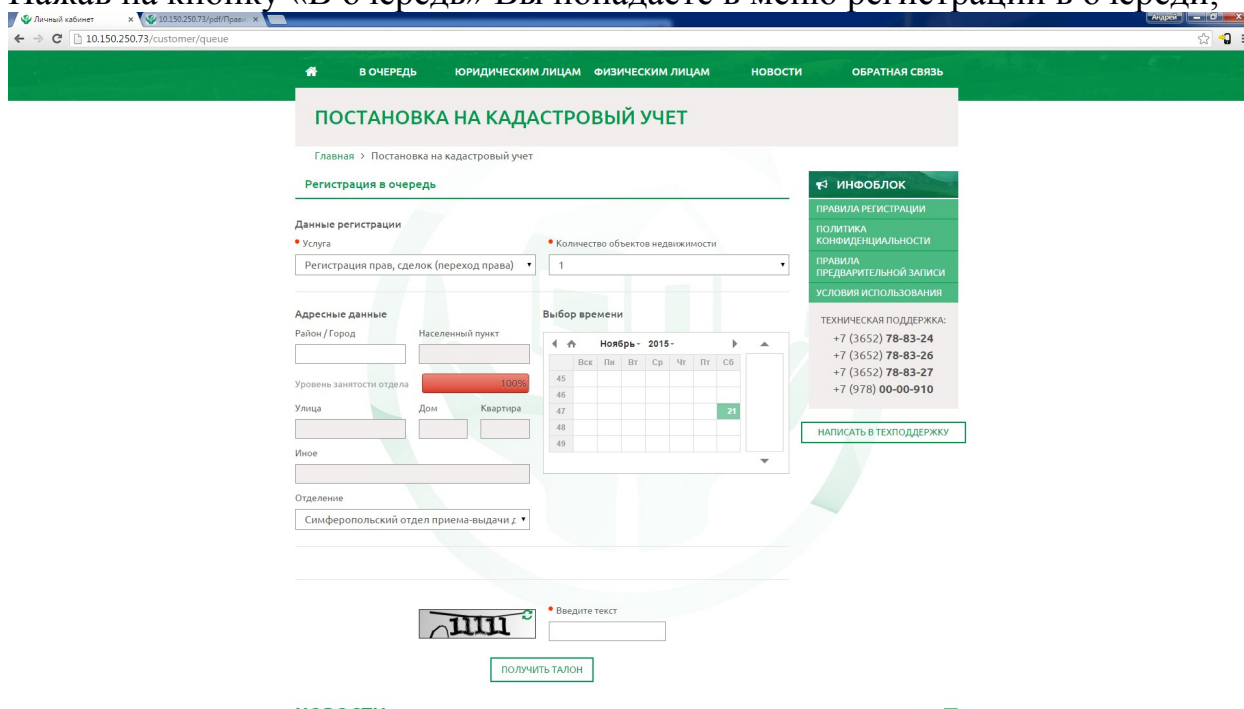 Нажав на кнопку «В очередь» Вы попадаете в меню регистрации в очереди,
Личный кабинет × 10.150.250.73/pdf/Прави ×
Андрей
10.150.250.73/customer/queue
В ОЧЕРЕДЬ ЮРИДИЧЕСКИМ ЛИЦАМ ФИЗИЧЕСКИМ ЛИЦАМ НОВОСТИ ОБРАТНАЯ СВЯЗЬ
ПОСТАНОВКА НА КАДАСТРОВЫЙ УЧЕТ
Главная > Постановка на кадастровый учет
Регистрация в очередь
Данные регистрации
Услуга
Количество объектов недвижимости
Регистрация прав, сделок (переход права)
1
Адресные данные
Район / Город
Населенный пункт
Уровень занятости отдела 100%
Улица
Дом
Квартира
Иное
Отделение
Симферопольский отдел приема-выдачи д
Выбор времени
Ноябрь- 2015-
Вск Пн Вт Ср Чт Пт Сб
45
46
47 21
48
49
ИНФОБЛОК
ПРАВИЛА РЕГИСТРАЦИИ
ПОЛИТИКА
КОНФИДЕНЦИАЛЬНОСТИ
ПРАВИЛА
ПРЕДВАРИТЕЛЬНОЙ ЗАПИСИ
УСЛОВИЯ ИСПОЛЬЗОВАНИЯ
ТЕХНИЧЕСКАЯ ПОДДЕРЖКА:
+7 (3652) 78-83-24
+7 (3652) 78-83-26
+7 (3652) 78-83-27
+7 (978) 00-00-910
НАПИСАТЬ В ТЕХПОДДЕРЖКУ
Введите текст
ПОЛУЧИТЬ ТАЛОН
НОВОСТИ